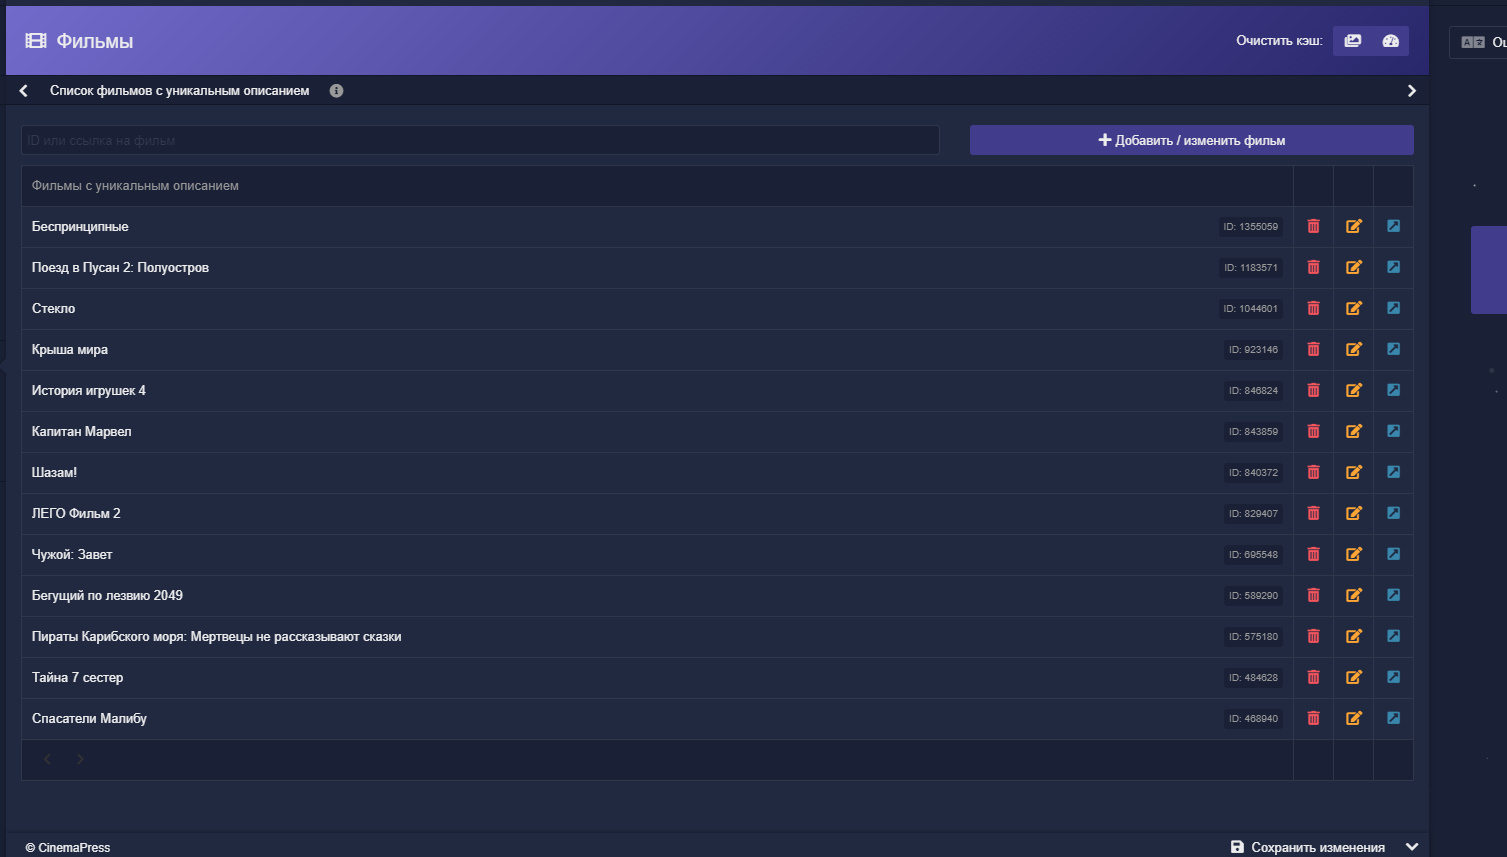 Фильмы
Очистить кэш:
Список фильмов с уникальным описанием
ID или ссылка на фильм
Добавить / изменить фильм
Фильмы с уникальным описанием
Беспринципные ID: 1355059
Поезд в Пусан 2: Полуостров ID: 1183571
Стекло ID: 1044601
Крыша мира ID: 923146
История игрушек 4 ID: 846824
Капитан Марвел ID: 843859
Шазам! ID: 840372
ЛЕГО Фильм 2 ID: 829407
Чужой: Завет ID: 695548
Бегущий по лезвию 2049 ID: 589290
Пираты Карибского моря: Мертвецы не рассказывают сказки ID: 575180
Тайна 7 сестер ID: 484628
Спасатели Малибу ID: 468940
© CinemaPress
Сохранить изменения